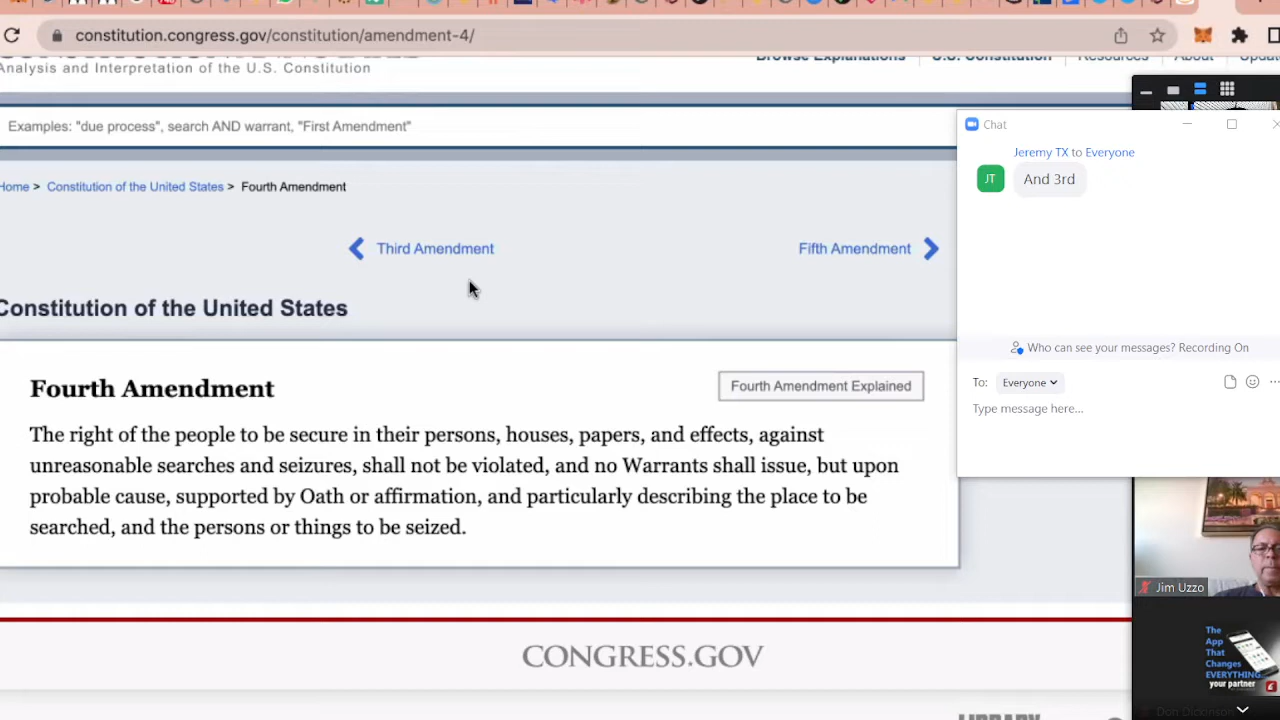 constitution.congress.gov/constitution/amendment-4/
Analysis and Interpretation of the U.S. Constitution
Browse Explanations
U.S. Constitution
Resources
About
Examples: "due process", search AND warrant, "First Amendment"
Home > Constitution of the United States > Fourth Amendment
Third Amendment
Fifth Amendment
Constitution of the United States
Fourth Amendment
Fourth Amendment Explained
The right of the people to be secure in their persons, houses, papers, and effects, against
unreasonable searches and seizures, shall not be violated, and no Warrants shall issue, but upon
probable cause, supported by Oath or affirmation, and particularly describing the place to be
searched, and the persons or things to be seized.
CONGRESS.GOV
LIBRARY
Chat
Jeremy TX to Everyone
JT
And 3rd
Who can see your messages? Recording On
To:
Everyone
Type message here...
Jim Uzzo
The
App
That
Changes
EVERYTHING
your partner